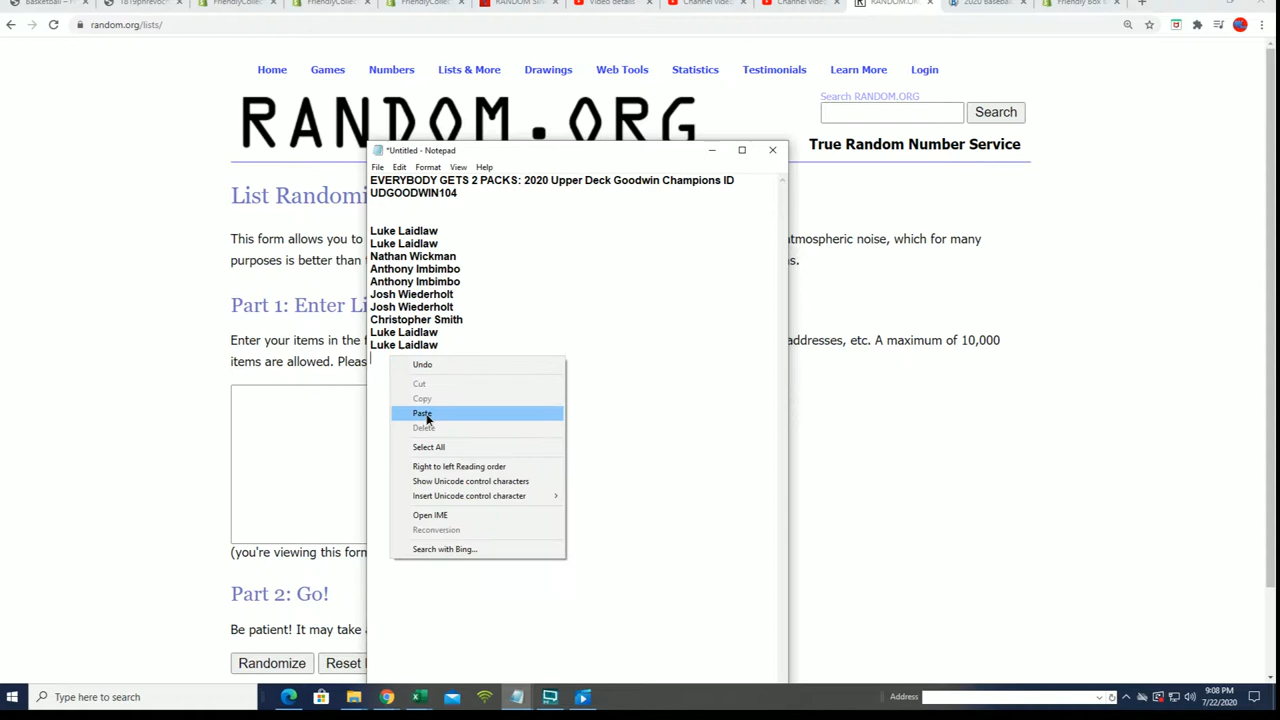 random.org/lists/
Home Games Numbers Lists & More Drawings Web Tools Statistics Testimonials Learn More Login
Search RANDOM.ORG
RANDOM.ORG
Search
True Random Number Service
*Untitled - Notepad
File Edit Format View Help
EVERYBODY GETS 2 PACKS: 2020 Upper Deck Goodwin Champions ID
UDGOODWIN104
List Randomi
This form allows you to
atmospheric noise, which for many
purposes is better than
Luke Laidlaw
Luke Laidlaw
Nathan Wickman
Anthony Imbimbo
Anthony Imbimbo
Josh Wiederholt
Josh Wiederholt
Christopher Smith
Luke Laidlaw
Luke Laidlaw
Part 1: Enter Li
Enter your items in the
addresses, etc. A maximum of 10,000
items are allowed. Pleas
Undo
Cut
Copy
Paste
Delete
Select All
Right to left Reading order
Show Unicode control characters
Insert Unicode control character
Open IME
Reconversion
Search with Bing...
(you're viewing this form
Part 2: Go!
Be patient! It may take
Randomize Reset
Type here to search
Address
9:08 PM
7/22/2020